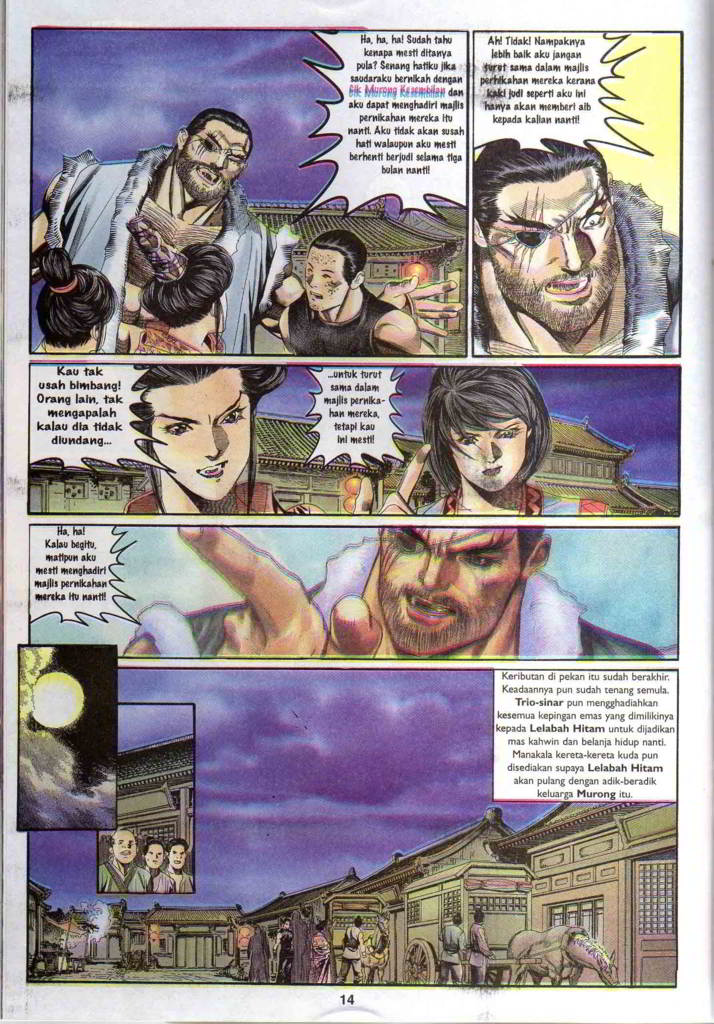 Ha, ha, ha! Sudah tahu
kenapa mesti ditanya
pula? Senang hatiku jika
saudaraku bernikah dengan
Cik Murong Kesembilan dan
aku dapat menghadiri majlis
pernikahan mereka itu
nanti. Aku tidak akan susah
hati walaupun aku mesti
berhenti berjudi selama tiga
bulan nanti!
Ah! Tidak! Nampaknya
lebih baik aku jangan
turut sama dalam majlis
perhikahan mereka kerana
kaki judi seperti aku ini
hanya akan memberi aib
kepada kalian nanti!
Kau tak
usah bimbang!
Orang lain, tak
mengapalah
kalau dia tidak
diundang...
...untuk turut
sama dalam
majlis pernika-
han mereka,
tetapi kau
ini mesti!
Ha, ha!
Kalau begitu,
matipun aku
mesti menghadiri
majlis pernikahan
mereka itu nanti!
Keributan di pekan itu sudah berakhir.
Keadaannya pun sudah tenang semula.
Trio-sinar pun mengghadiahkan
kesemua kepingan emas yang dimilikinya
kepada Lelabah Hitam untuk dijadikan
mas kahwin dan belanja hidup nanti.
Manakala kereta-kereta kuda pun
disediakan supaya Lelabah Hitam
akan pulang dengan adik-beradik
keluarga Murong itu.
14